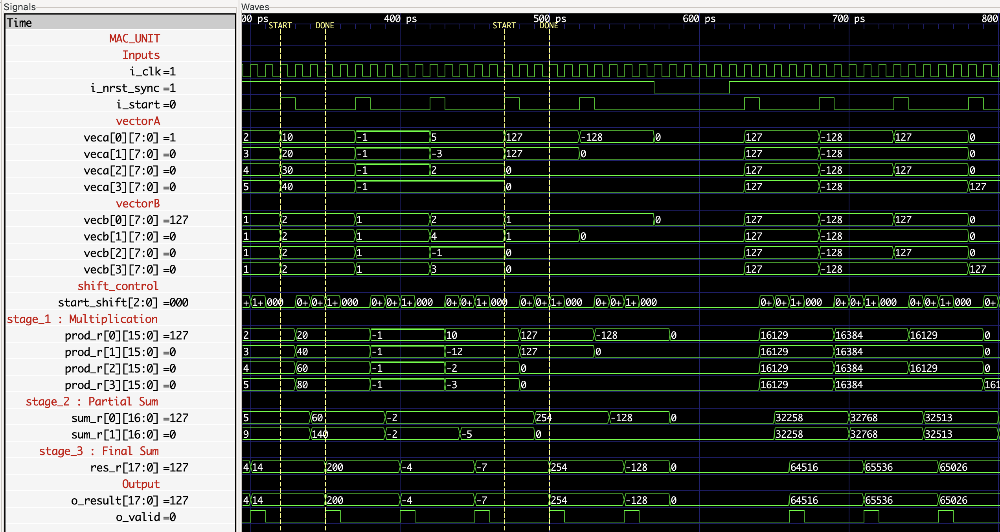 Signals
Waves
Time
00 ps 400 ps 500 ps 600 ps 700 ps 800
START DONE START DONE
MAC_UNIT
Inputs
i_clk =1
i_nrst_sync =1
i_start =0
vectorA
veca[0][7:0] =1 2 10 -1 5 127 -128 0 127 -128 127 0
veca[1][7:0] =0 3 20 -1 -3 127 0 127 -128 0
veca[2][7:0] =0 4 30 -1 2 0 127 -128 127 0
veca[3][7:0] =0 5 40 -1 0 127 -128 127
vectorB
vecb[0][7:0] =127 1 2 1 2 1 0 127 -128 127 0
vecb[1][7:0] =0 1 2 1 4 1 0 127 -128 0
vecb[2][7:0] =0 1 2 1 -1 0 127 -128 127 0
vecb[3][7:0] =0 1 2 1 3 0 127 -128 127
shift_control
start_shift[2:0] =000 + 1+ 000 0+ 0+ 1+ 000 0+ 0+ 1+ 000 0+ 0+ 1+ 000 0+ 0+ 1+ 000 0+ 0+ 1+ 000 0+ 0+ 1+ 000 0+ 0+ 1+ 000 0+ 0+ 1+ 000 0+
stage_1 : Multiplication
prod_r[0][15:0] =127 2 20 -1 10 127 -128 0 16129 16384 16129 0
prod_r[1][15:0] =0 3 40 -1 -12 127 0 16129 16384 0
prod_r[2][15:0] =0 4 60 -1 -2 0 16129 16384 16129 0
prod_r[3][15:0] =0 5 80 -1 -3 0 16129 16384 161
stage_2 : Partial Sum
sum_r[0][16:0] =127 5 60 -2 254 -128 0 32258 32768 32513
sum_r[1][16:0] =0 9 140 -2 -5 0 32258 32768 32513
stage_3 : Final Sum
res_r[17:0] =127 4 14 200 -4 -7 254 -128 0 64516 65536 65026
Output
o_result[17:0] =127 4 14 200 -4 -7 254 -128 0 64516 65536 65026
o_valid =0